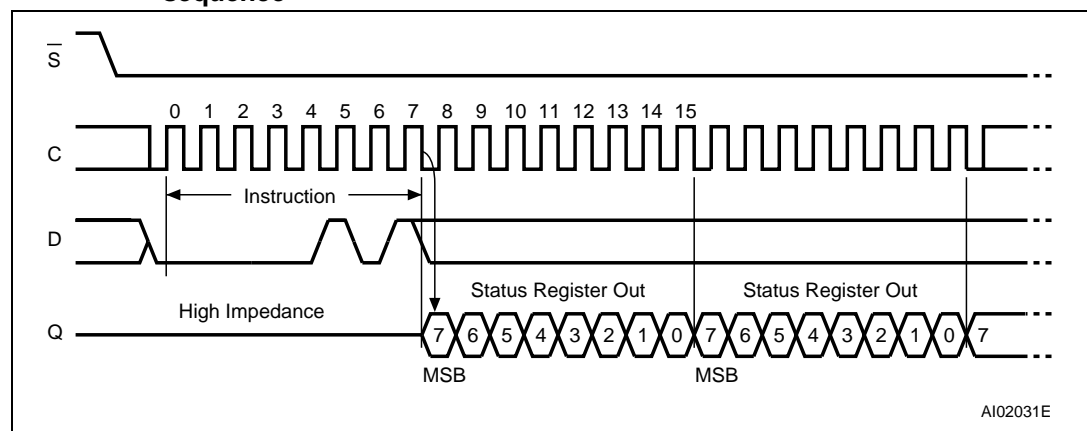 sequence
S
0 1 2 3 4 5 6 7 8 9 10 11 12 13 14 15
C
Instruction
D
Status Register Out Status Register Out
High Impedance
Q 7 6 5 4 3 2 1 0 7 6 5 4 3 2 1 0 7
MSB MSB
AI02031E